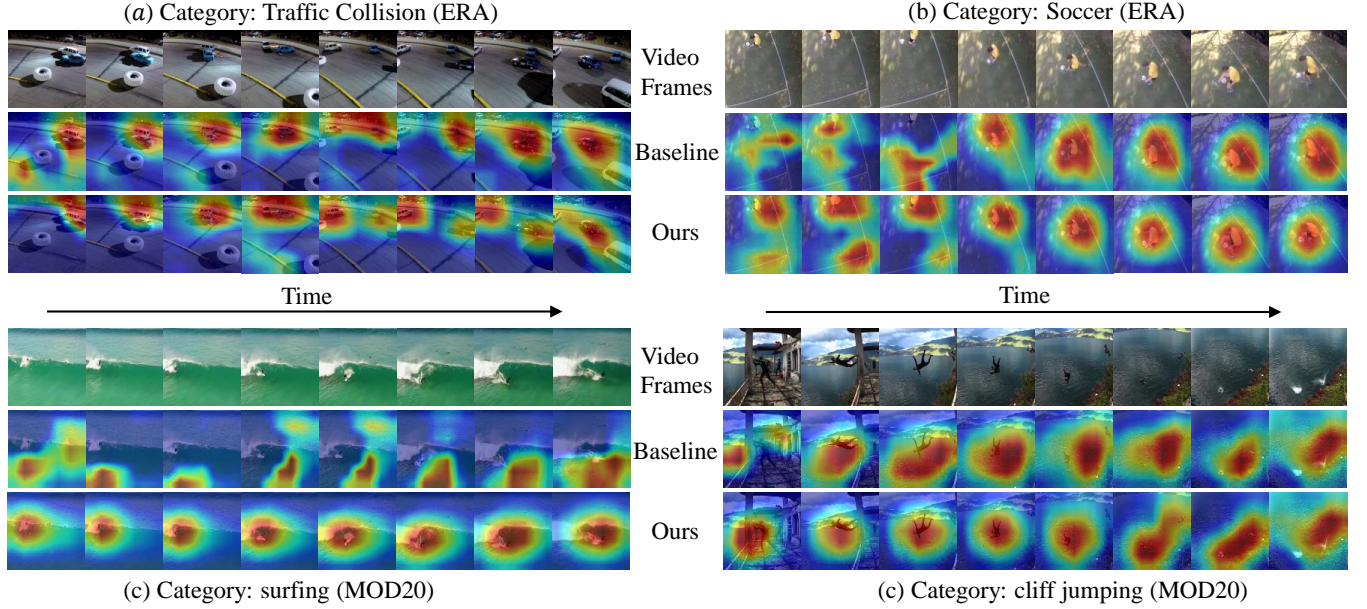 (a) Category: Traffic Collision (ERA)
(b) Category: Soccer (ERA)
Video Frames
Baseline
Ours
Time
Time
Video Frames
Baseline
Ours
(c) Category: surfing (MOD20)
(c) Category: cliff jumping (MOD20)